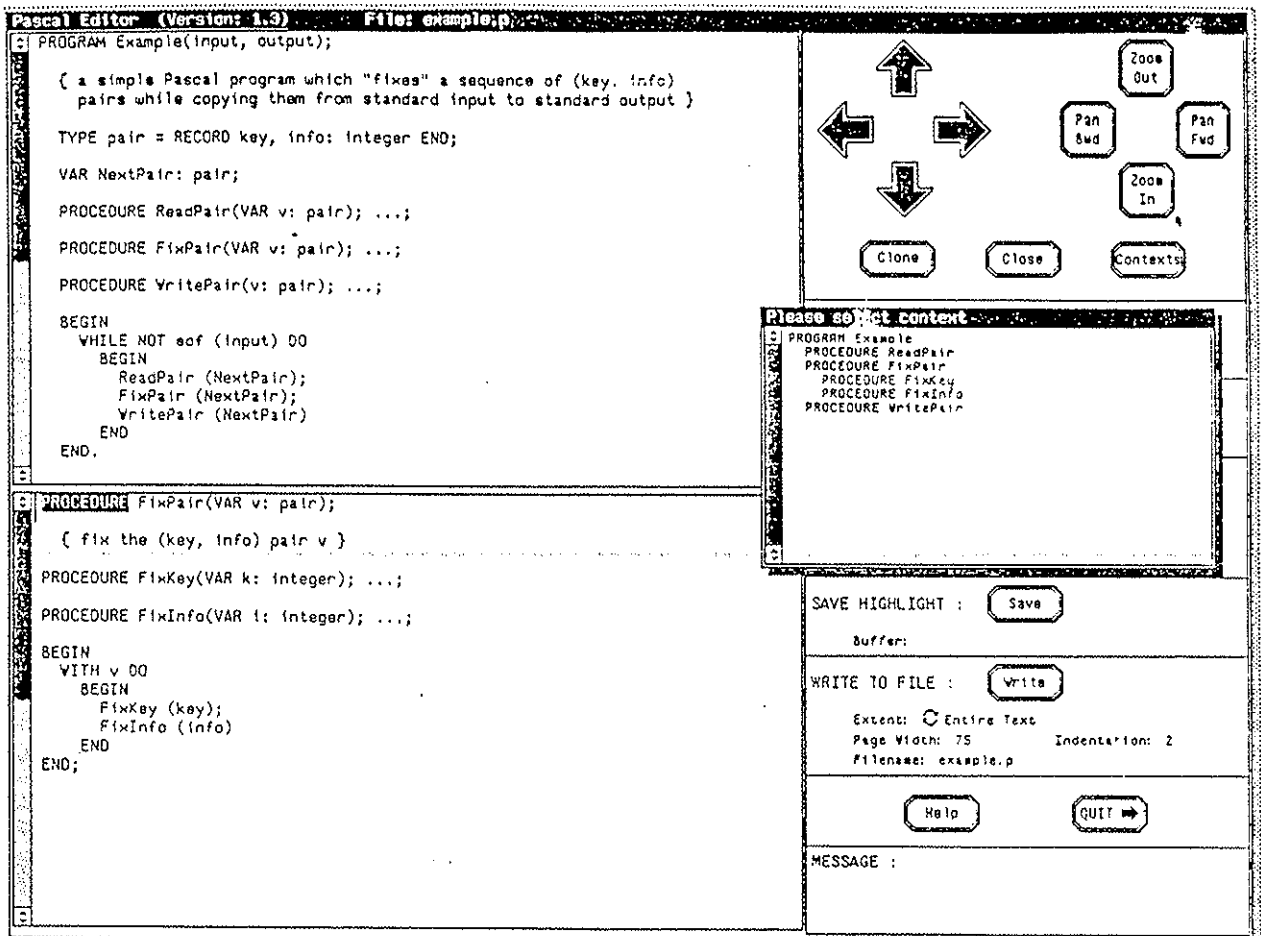 Pascal Editor (Version: 1.3) File: example.p
PROGRAM Example(input, output);
{ a simple Pascal program which "fixes" a sequence of (key, info)
pairs while copying them from standard input to standard output }
TYPE pair = RECORD key, info: integer END;
VAR NextPair: pair;
PROCEDURE ReadPair(VAR v: pair); ...;
PROCEDURE FixPair(VAR v: pair); ...;
PROCEDURE WritePair(v: pair); ...;
BEGIN
WHILE NOT eof (input) DO
BEGIN
ReadPair (NextPair);
FixPair (NextPair);
WritePair (NextPair)
END
END.
PROCEDURE FixPair(VAR v: pair);
{ fix the (key, info) pair v }
PROCEDURE FixKey(VAR k: integer); ...;
PROCEDURE FixInfo(VAR i: integer); ...;
BEGIN
WITH v DO
BEGIN
FixKey (key);
FixInfo (info)
END
END;
Zoom
Out
Pan
Bwd
Pan
Fwd
Zoom
In
Clone
Close
Contexts
Please select context
PROGRAM Example
PROCEDURE ReadPair
PROCEDURE FixPair
PROCEDURE FixKey
PROCEDURE FixInfo
PROCEDURE WritePair
SAVE HIGHLIGHT : Save
Buffer:
WRITE TO FILE : Write
Extent: Entire Text
Page Width: 75 Indentation: 2
Filename: example.p
Help
QUIT
MESSAGE :